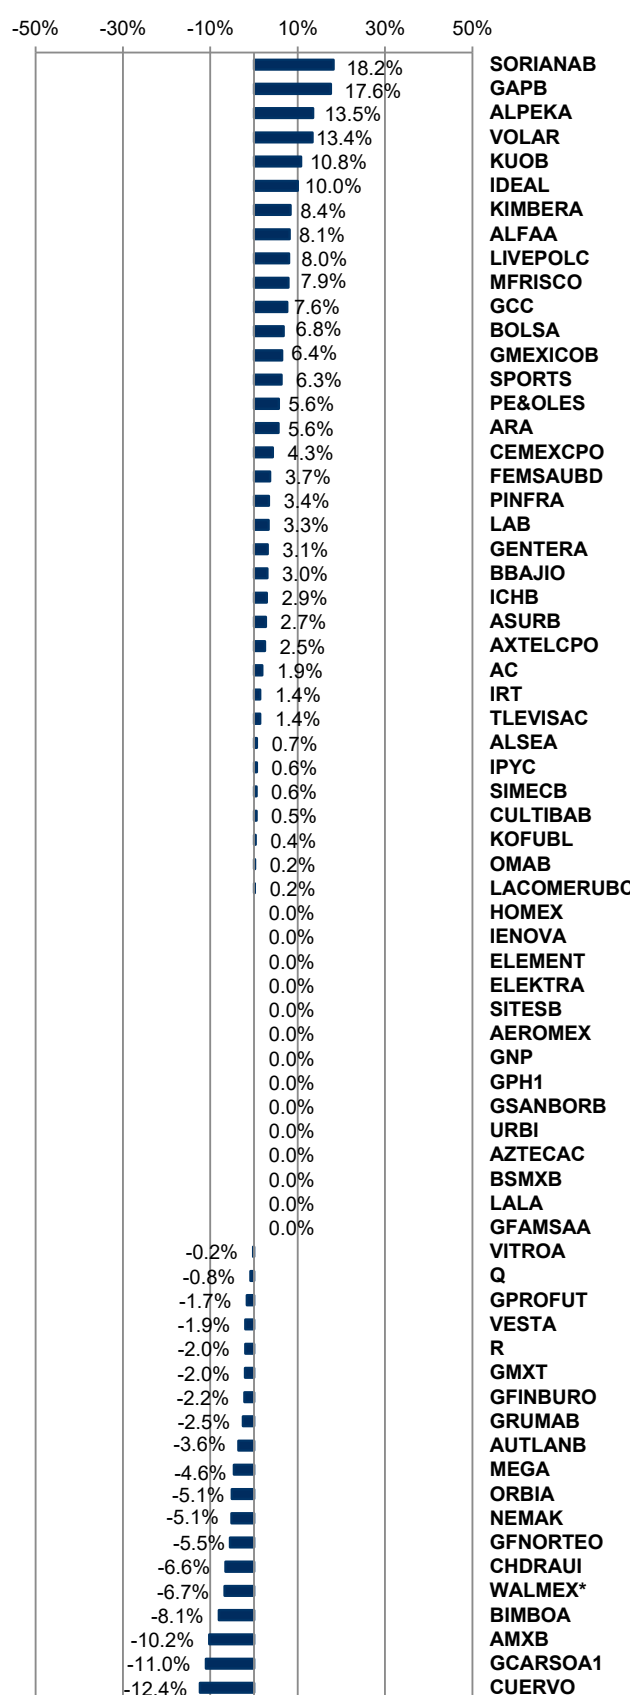 -50% -30% -10% 10% 30% 50%
18.2% SORIANAB
17.6% GAPB
13.5% ALPEKA
13.4% VOLAR
10.8% KUOB
10.0% IDEAL
8.4% KIMBERA
8.1% ALFAA
8.0% LIVEPOLC
7.9% MFRISCO
7.6% GCC
6.8% BOLSA
6.4% GMEXICOB
6.3% SPORTS
5.6% PE&OLES
5.6% ARA
4.3% CEMEXCPO
3.7% FEMSAUBD
3.4% PINFRA
3.3% LAB
3.1% GENTERA
3.0% BBAJIO
2.9% ICHB
2.7% ASURB
2.5% AXTELCPO
1.9% AC
1.4% IRT
1.4% TLEVISAC
0.7% ALSEA
0.6% IPYC
0.6% SIMECB
0.5% CULTIBAB
0.4% KOFUBL
0.2% OMAB
0.2% LACOMERUBC
0.0% HOMEX
0.0% IENOVA
0.0% ELEMENT
0.0% ELEKTRA
0.0% SITESB
0.0% AEROMEX
0.0% GNP
0.0% GPH1
0.0% GSANBORB
0.0% URBI
0.0% AZTECAC
0.0% BSMXB
0.0% LALA
0.0% GFAMSAA
-0.2% VITROA
-0.8% Q
-1.7% GPROFUT
-1.9% VESTA
-2.0% R
-2.0% GMXT
-2.2% GFINBURO
-2.5% GRUMAB
-3.6% AUTLANB
-4.6% MEGA
-5.1% ORBIA
-5.1% NEMAK
-5.5% GFNORTEO
-6.6% CHDRAUI
-6.7% WALMEX*
-8.1% BIMBOA
-10.2% AMXB
-11.0% GCARSOA1
-12.4% CUERVO